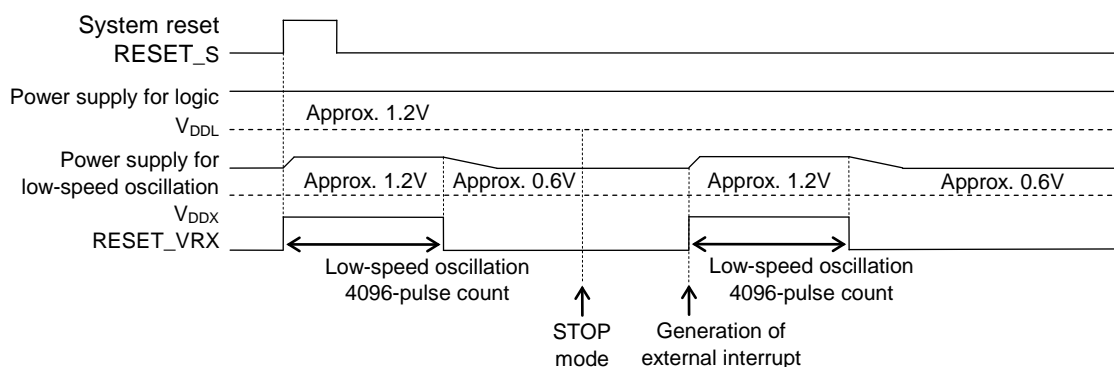 System reset
RESET_S
Power supply for logic
Approx. 1.2V
VDDL
Power supply for
low-speed oscillation
Approx. 1.2V
Approx. 0.6V
Approx. 1.2V
Approx. 0.6V
VDDX
RESET_VRX
Low-speed oscillation
4096-pulse count
Low-speed oscillation
4096-pulse count
STOP
mode
Generation of
external interrupt